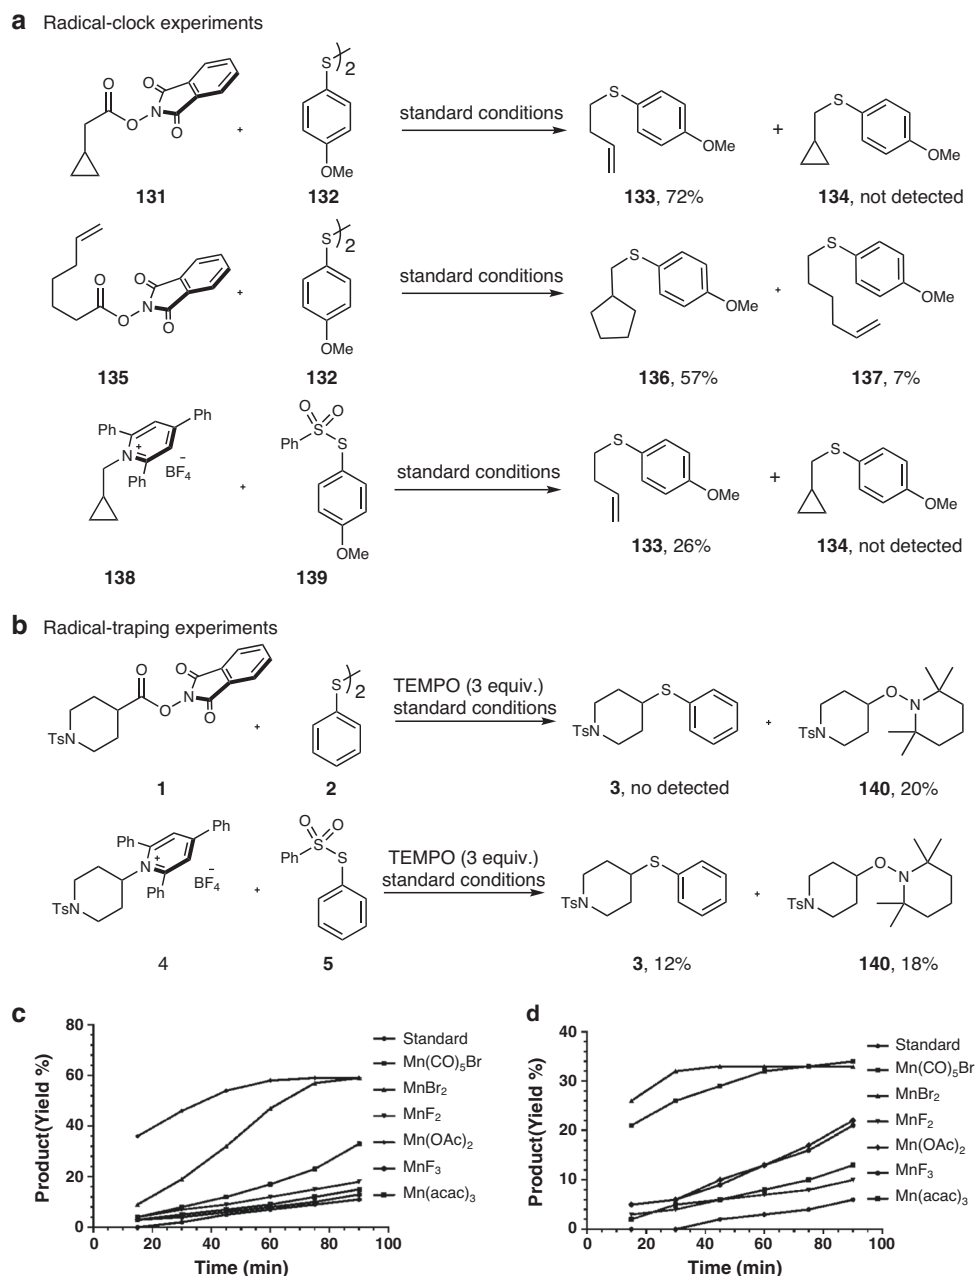 a Radical-clock experiments
O
O
N
O
O
131
+
S)2
OMe
132
standard conditions
S
OMe
133, 72%
+
S
OMe
134, not detected
O
O
N
O
O
135
+
S)2
OMe
132
standard conditions
S
OMe
136, 57%
+
S
OMe
137, 7%
Ph
Ph
N
+
Ph
BF4−
138
+
O
O
Ph
S
S
OMe
139
standard conditions
S
OMe
133, 26%
+
S
OMe
134, not detected
b Radical-traping experiments
O
O
N
O
O
TsN
1
+
S)2
2
TEMPO (3 equiv.)
standard conditions
S
TsN
3, no detected
+
O
N
TsN
140, 20%
Ph
Ph
N
+
Ph
BF4−
TsN
4
+
O
O
Ph
S
S
5
TEMPO (3 equiv.)
standard conditions
S
TsN
3, 12%
+
O
N
TsN
140, 18%
c
Product(Yield %)
80
60
40
20
0
0 20 40 60 80 100
Time (min)
Standard
Mn(CO)5Br
MnBr2
MnF2
Mn(OAc)2
MnF3
Mn(acac)3
d
Product(Yield %)
40
30
20
10
0
0 20 40 60 80 100
Time (min)
Standard
Mn(CO)5Br
MnBr2
MnF2
Mn(OAc)2
MnF3
Mn(acac)3